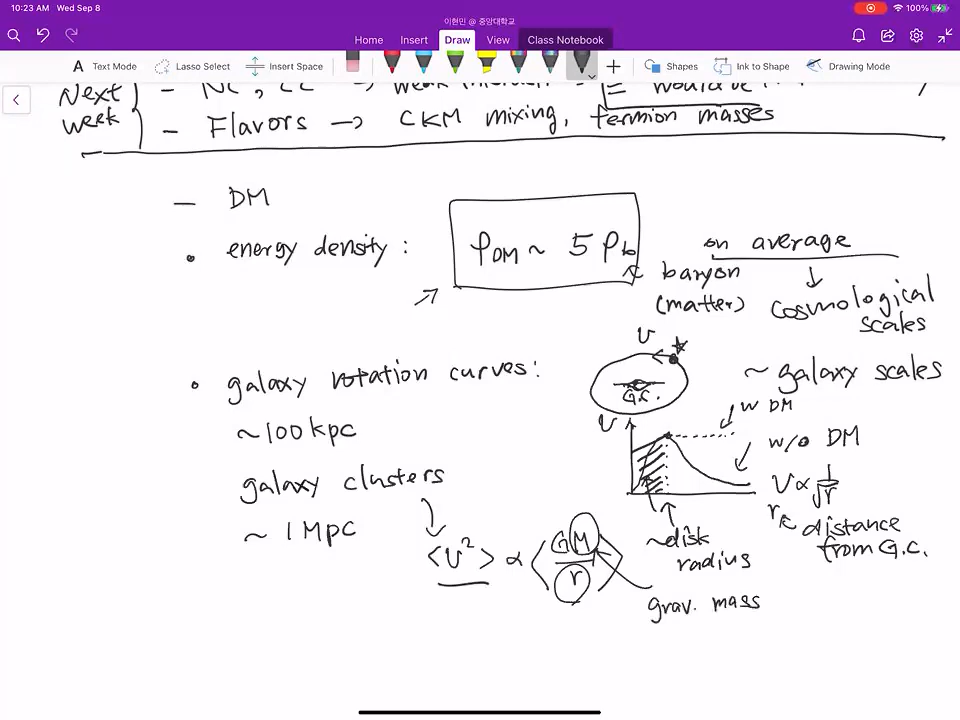 10:23 AM Wed Sep 8
100%
이현민 @ 중앙대학교
Home Insert Draw View Class Notebook
Text Mode Lasso Select Insert Space Shapes Ink to Shape Drawing Mode
Next
week
- Flavors → CKM mixing, fermion masses
- DM
• energy density : ρDM ~ 5 ρb
on average
baryon
(matter)
cosmological
scales
• galaxy rotation curves:
~100 kpc
galaxy clusters
~ 1 Mpc
<v²> ∝ <GM/r>
grav. mass
v
G.C.
~ galaxy scales
v
w DM
w/o DM
v ∝ 1/√r
r
distance
from G.C.
~disk
radius